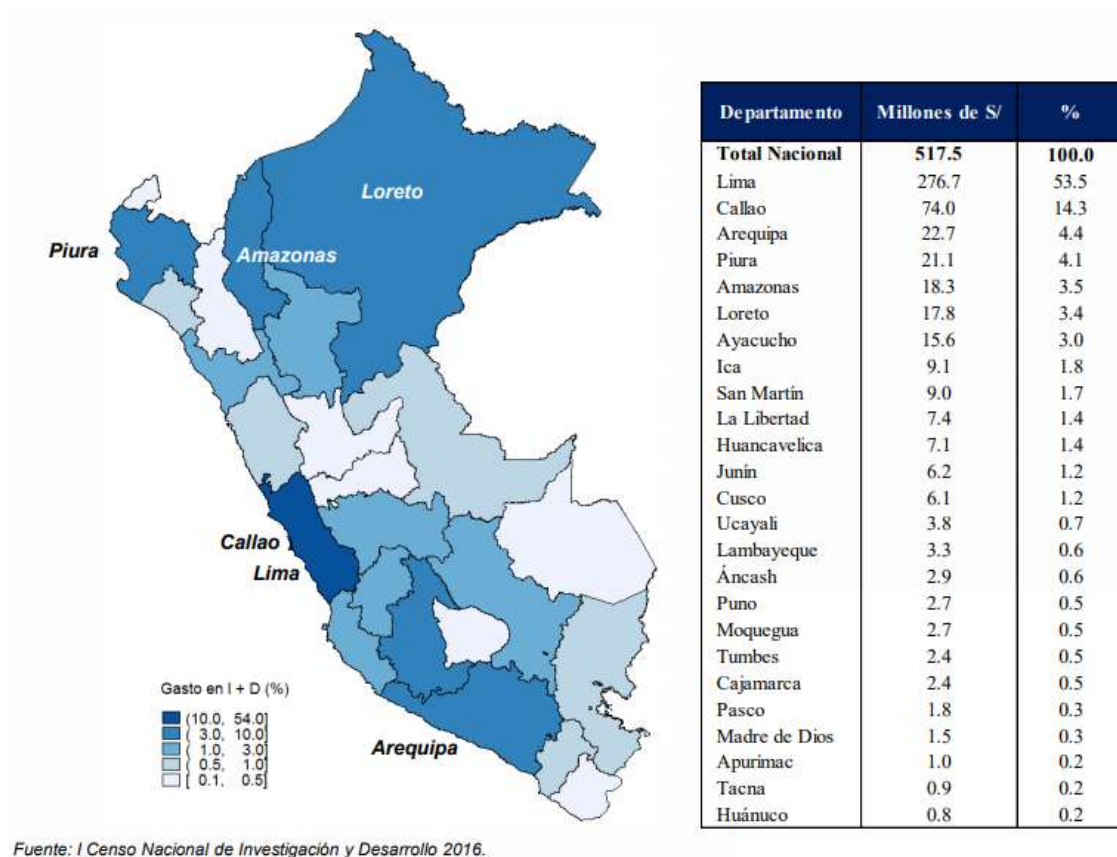 Loreto
Piura
Amazonas
Callao
Lima
Arequipa
Gasto en I + D (%)
(10.0, 54.0]
( 3.0, 10.0]
( 1.0, 3.0]
( 0.5, 1.0]
[ 0.1, 0.5]
Departamento Millones de S/ %
Total Nacional 517.5 100.0
Lima 276.7 53.5
Callao 74.0 14.3
Arequipa 22.7 4.4
Piura 21.1 4.1
Amazonas 18.3 3.5
Loreto 17.8 3.4
Ayacucho 15.6 3.0
Ica 9.1 1.8
San Martín 9.0 1.7
La Libertad 7.4 1.4
Huancavelica 7.1 1.4
Junín 6.2 1.2
Cusco 6.1 1.2
Ucayali 3.8 0.7
Lambayeque 3.3 0.6
Áncash 2.9 0.6
Puno 2.7 0.5
Moquegua 2.7 0.5
Tumbes 2.4 0.5
Cajamarca 2.4 0.5
Pasco 1.8 0.3
Madre de Dios 1.5 0.3
Apurimac 1.0 0.2
Tacna 0.9 0.2
Huánuco 0.8 0.2
Fuente: I Censo Nacional de Investigación y Desarrollo 2016.